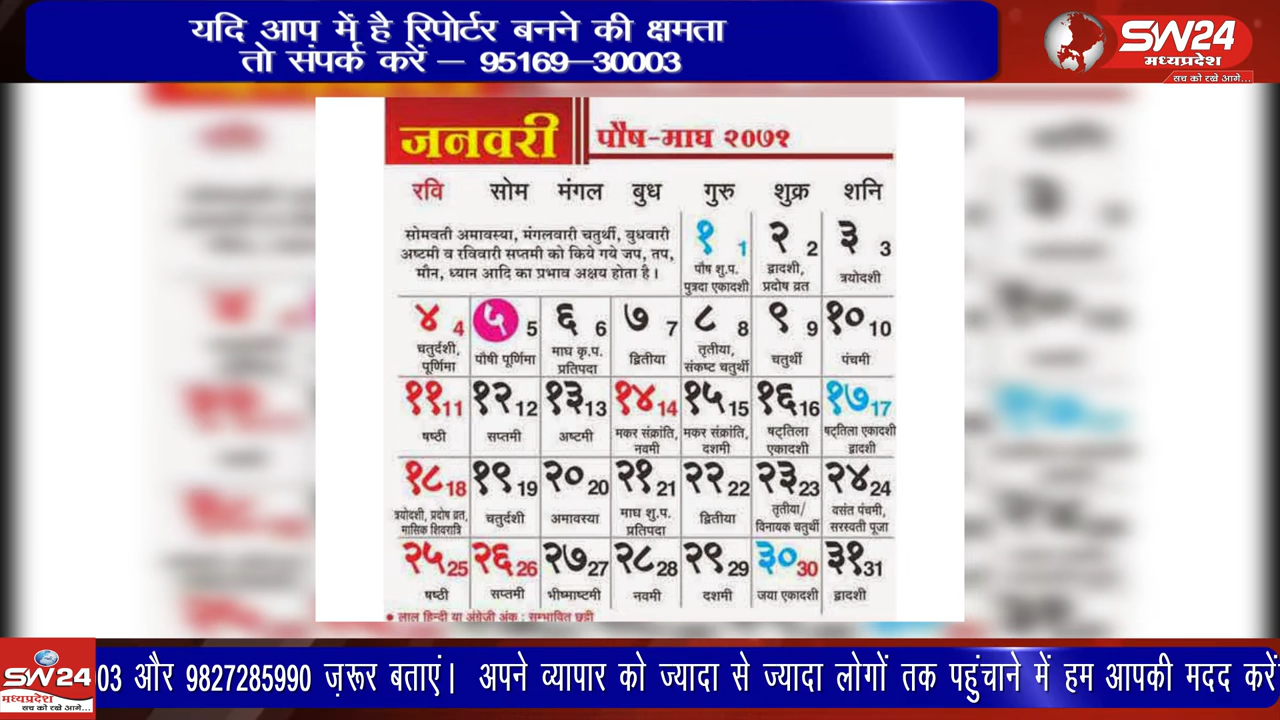 यदि आप में है रिपोर्टर बनने की क्षमता
तो संपर्क करें – 95169–30003
SW24
मध्यप्रदेश
सच को रखे आगे...
जनवरी
पौष-माघ २०७१
रवि सोम मंगल बुध गुरु शुक्र शनि
सोमवती अमावस्या, मंगलवारी चतुर्थी, बुधवारी
अष्टमी व रविवारी सप्तमी को किये गये जप, तप,
मौन, ध्यान आदि का प्रभाव अक्षय होता है।
१ 1 २ 2 ३ 3
पौष शु.प. द्वादशी, त्रयोदशी
पुत्रदा एकादशी प्रदोष व्रत
४ 4 ५ 5 ६ 6 ७ 7 ८ 8 ९ 9 १० 10
चतुर्दशी, पौषी पूर्णिमा माघ कृ.प. द्वितीया तृतीया, चतुर्थी पंचमी
पूर्णिमा प्रतिपदा संकष्ट चतुर्थी
११ 11 १२ 12 १३ 13 १४ 14 १५ 15 १६ 16 १७ 17
षष्ठी सप्तमी अष्टमी मकर संक्रांति, मकर संक्रांति, षट्तिला षट्तिला एकादशी
नवमी दशमी एकादशी द्वादशी
१८ 18 १९ 19 २० 20 २१ 21 २२ 22 २३ 23 २४ 24
त्रयोदशी, प्रदोष व्रत, चतुर्दशी अमावस्या माघ शु.प. द्वितीया तृतीया/ वसंत पंचमी,
मासिक शिवरात्रि प्रतिपदा विनायक चतुर्थी सरस्वती पूजा
२५ 25 २६ 26 २७ 27 २८ 28 २९ 29 ३० 30 ३१ 31
षष्ठी सप्तमी भीष्माष्टमी नवमी दशमी जया एकादशी द्वादशी
● लाल हिन्दी या अंग्रेजी अंक : सम्भावित छुट्टी
SW24
मध्यप्रदेश
सच को रखे आगे...
03 और 9827285990 ज़रूर बताएं। अपने व्यापार को ज्यादा से ज्यादा लोगों तक पहुंचाने में हम आपकी मदद करें